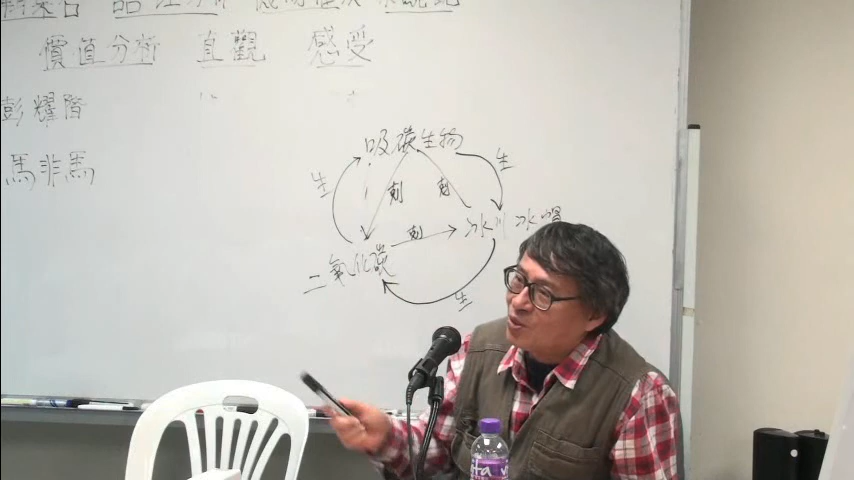 價值分析 直觀 感受
彭耀階
馬非馬
吸碳生物
生 生
剋 剋
冰川冰帽
剋
二氧化碳
生